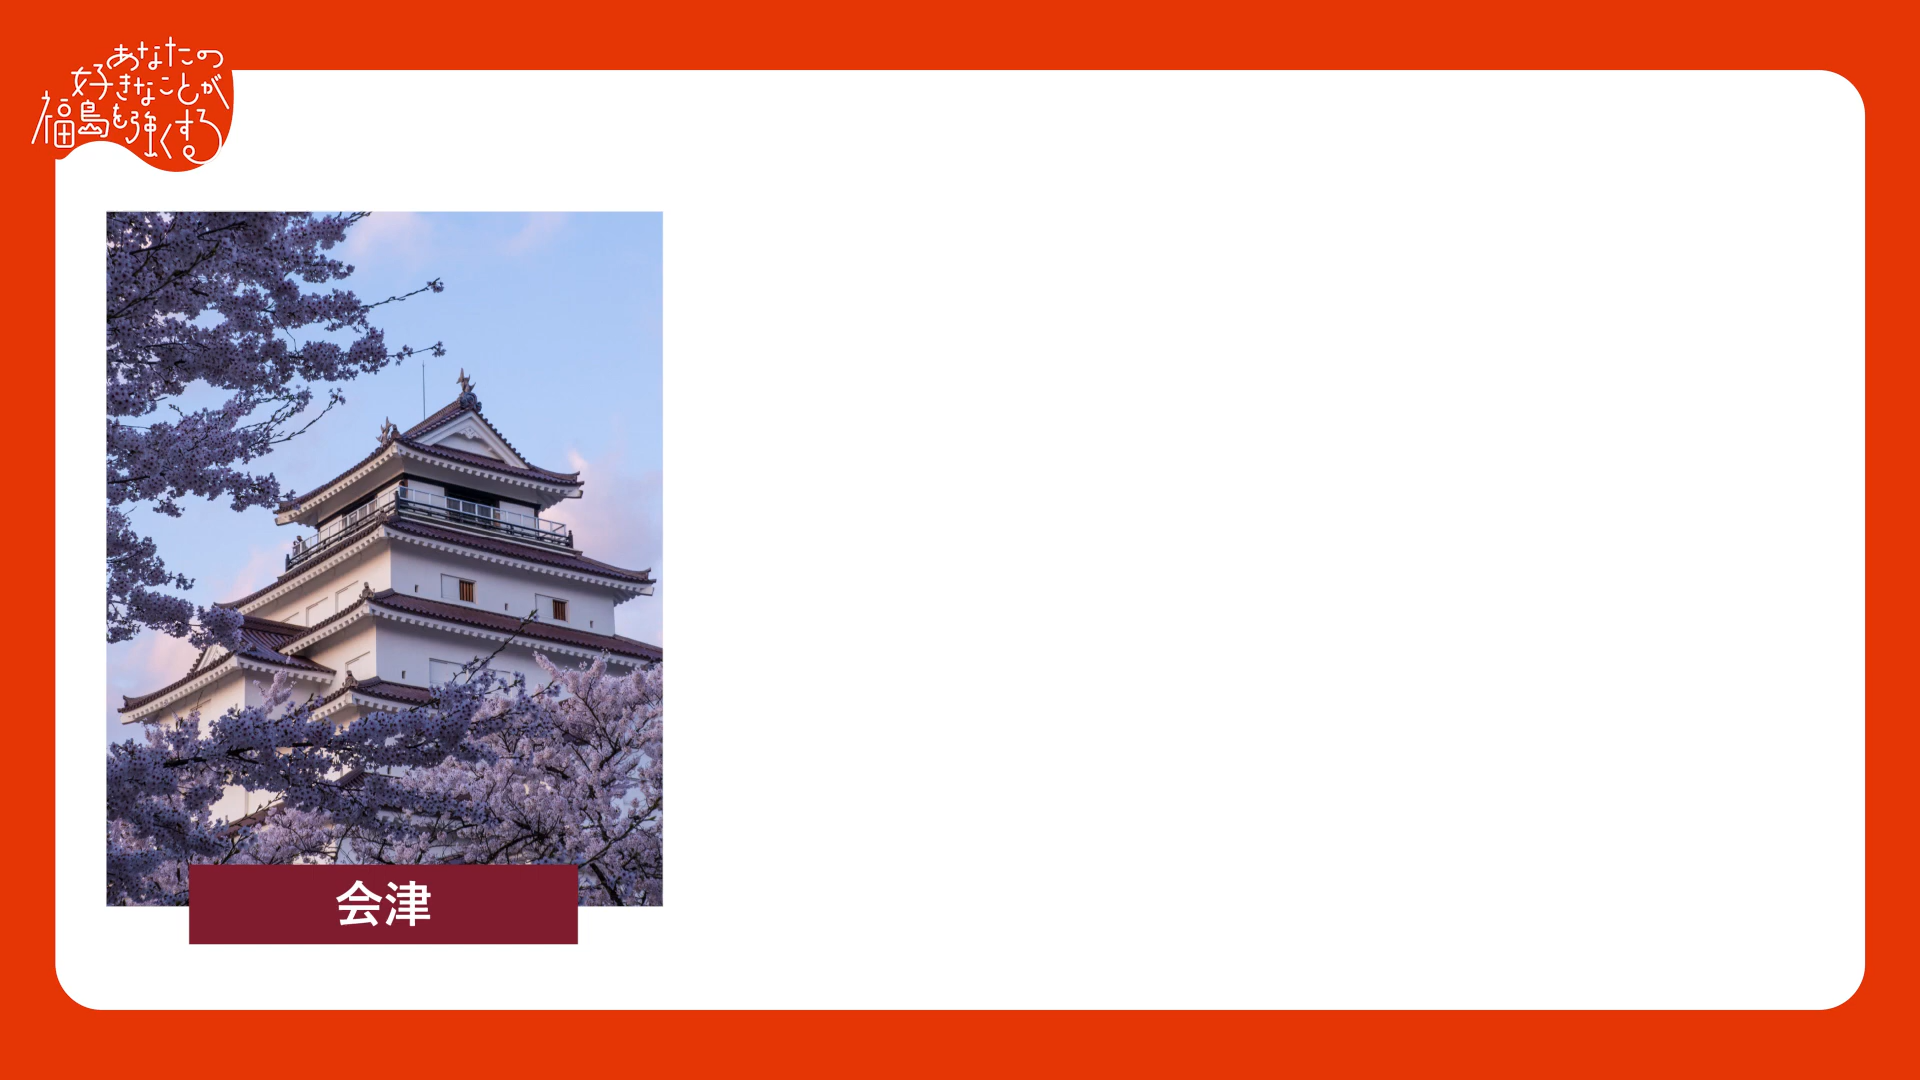 あなたの
好きなことが
福島を強くする
会津